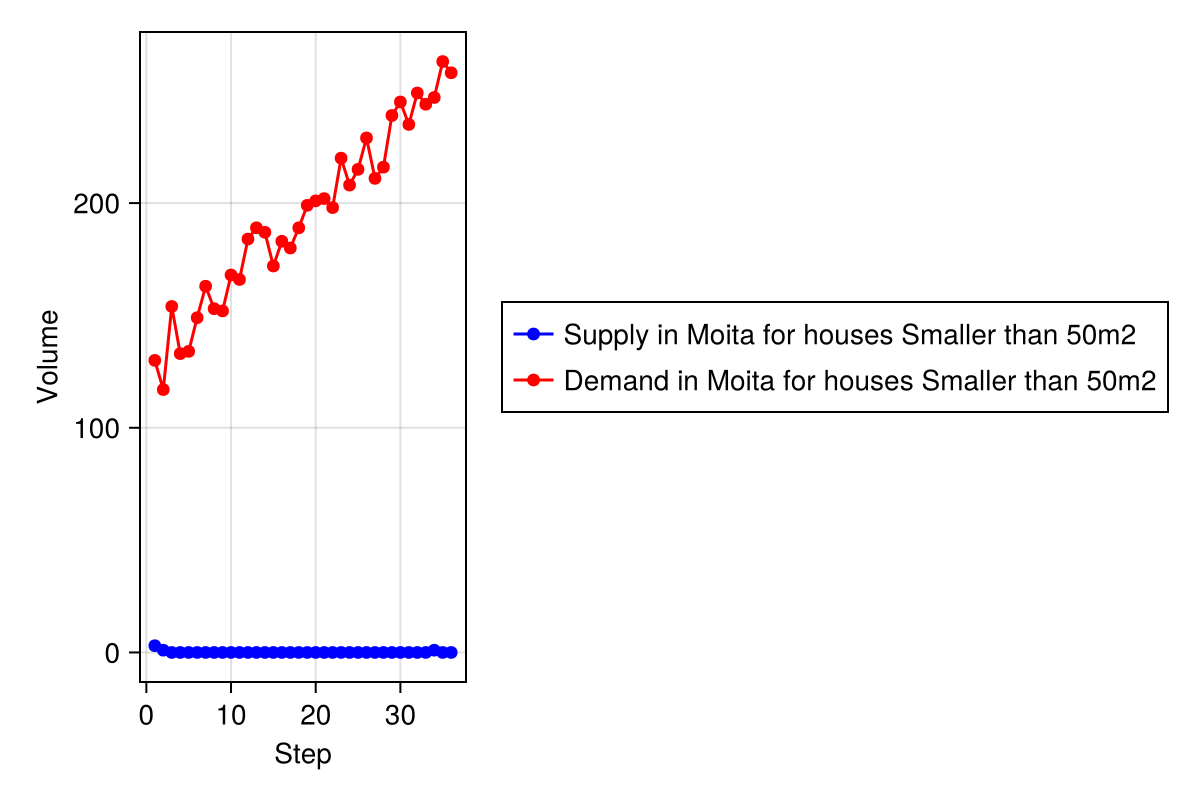 200
100
0
Volume
0 10 20 30
Step
Supply in Moita for houses Smaller than 50m2
Demand in Moita for houses Smaller than 50m2